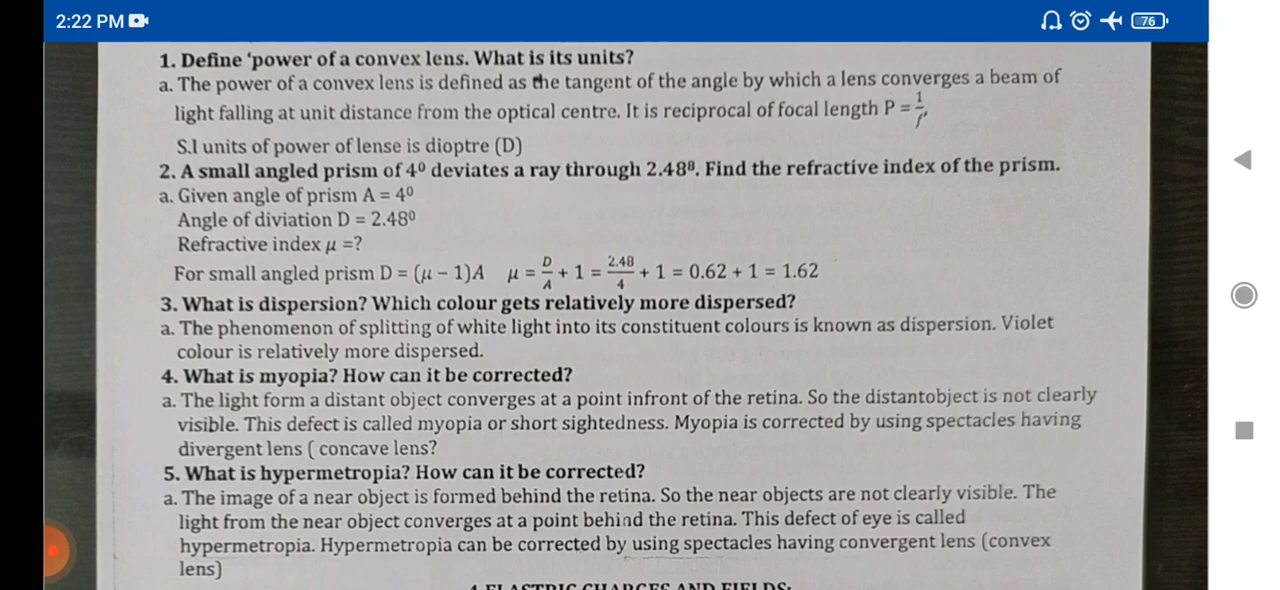 2:22 PM
76
1. Define ‘power of a convex lens. What is its units?
a. The power of a convex lens is defined as the tangent of the angle by which a lens converges a beam of
light falling at unit distance from the optical centre. It is reciprocal of focal length P = 1/f,
S.I units of power of lense is dioptre (D)
2. A small angled prism of 4⁰ deviates a ray through 2.48⁸. Find the refractive index of the prism.
a. Given angle of prism A = 4⁰
Angle of diviation D = 2.48⁰
Refractive index μ =?
For small angled prism D = (μ − 1)A μ = D/A + 1 = 2.48/4 + 1 = 0.62 + 1 = 1.62
3. What is dispersion? Which colour gets relatively more dispersed?
a. The phenomenon of splitting of white light into its constituent colours is known as dispersion. Violet
colour is relatively more dispersed.
4. What is myopia? How can it be corrected?
a. The light form a distant object converges at a point infront of the retina. So the distantobject is not clearly
visible. This defect is called myopia or short sightedness. Myopia is corrected by using spectacles having
divergent lens ( concave lens?
5. What is hypermetropia? How can it be corrected?
a. The image of a near object is formed behind the retina. So the near objects are not clearly visible. The
light from the near object converges at a point behind the retina. This defect of eye is called
hypermetropia. Hypermetropia can be corrected by using spectacles having convergent lens (convex
lens)
4 ELASTRIC CHARGES AND FIELDS: